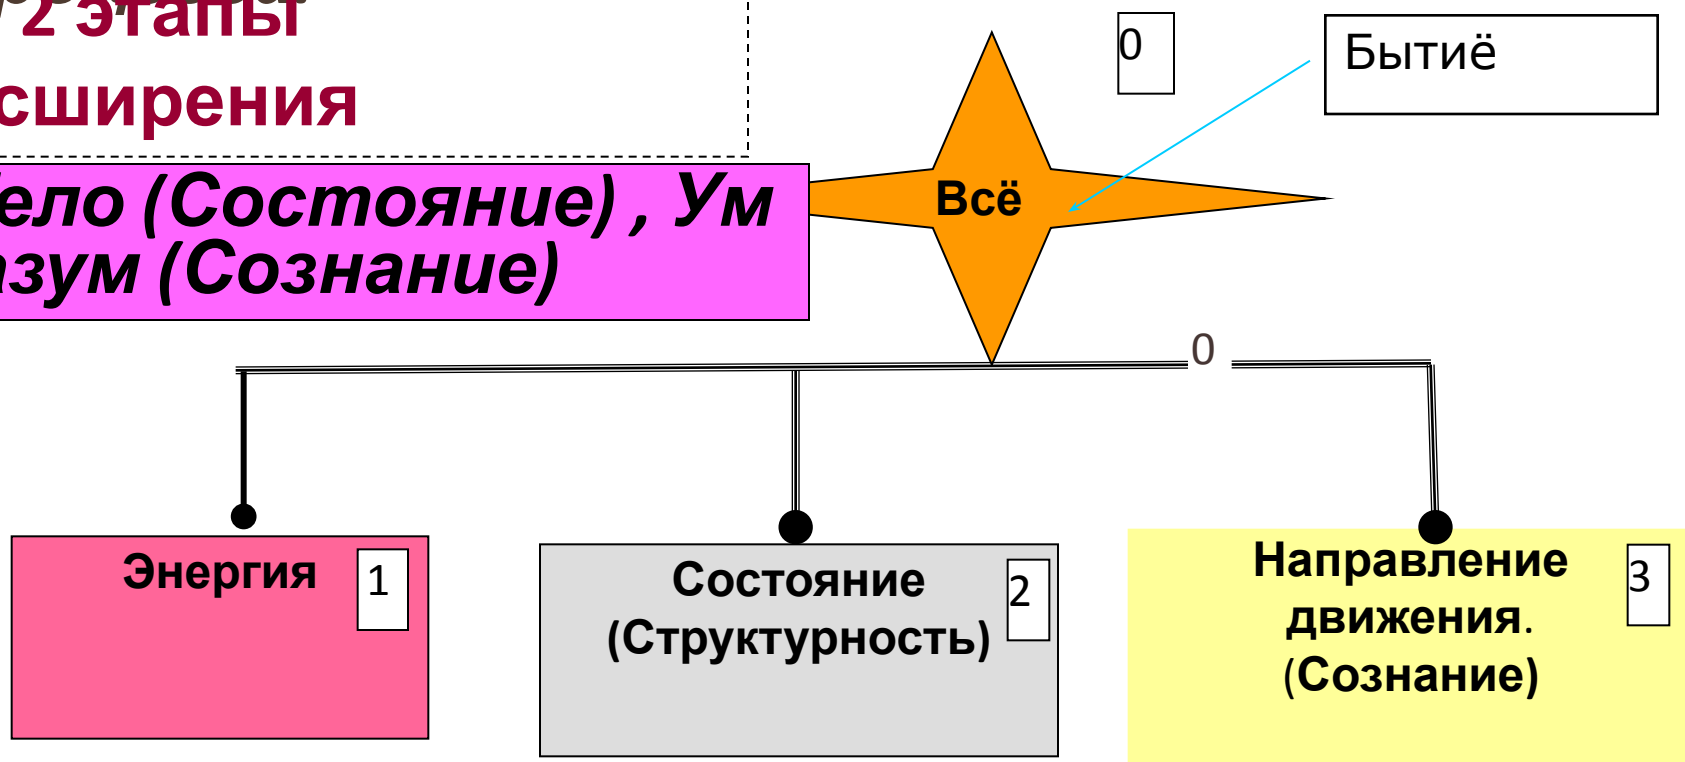 2 этапы
сширения
ело (Состояние) , Ум
азум (Сознание)
0
Бытиё
Всё
0
Энергия
1
Состояние
(Структурность)
2
Направление
движения.
(Сознание)
3